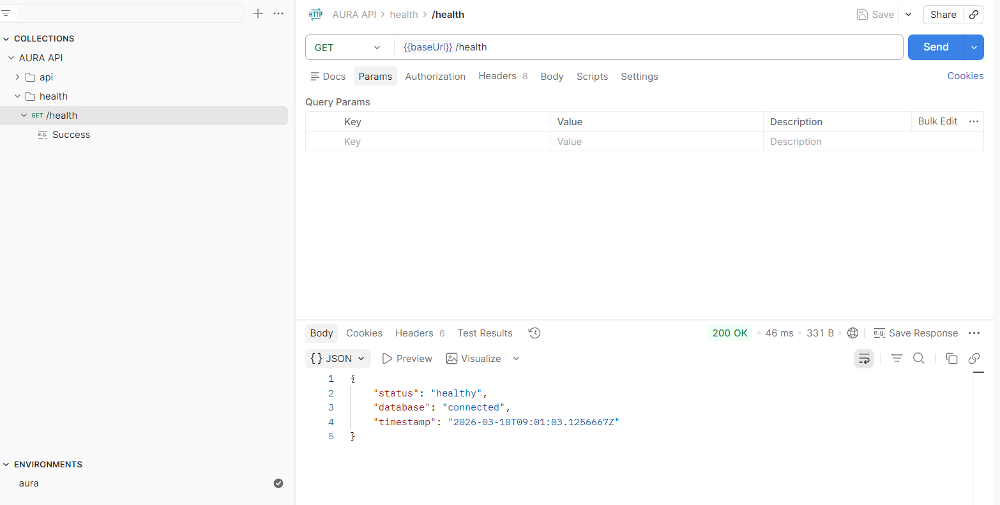 COLLECTIONS
AURA API
api
health
GET /health
e.g. Success
ENVIRONMENTS
aura
HTTP AURA API > health > /health
Save
Share
GET {{baseUrl}}/health
Send
Docs Params Authorization Headers 8 Body Scripts Settings Cookies
Query Params
Key Value Description Bulk Edit
Key Value Description
Body Cookies Headers 6 Test Results 200 OK • 46 ms • 331 B • e.g. Save Response
{} JSON Preview Visualize
1 {
2 "status": "healthy",
3 "database": "connected",
4 "timestamp": "2026-03-10T09:01:03.1256667Z"
5 }